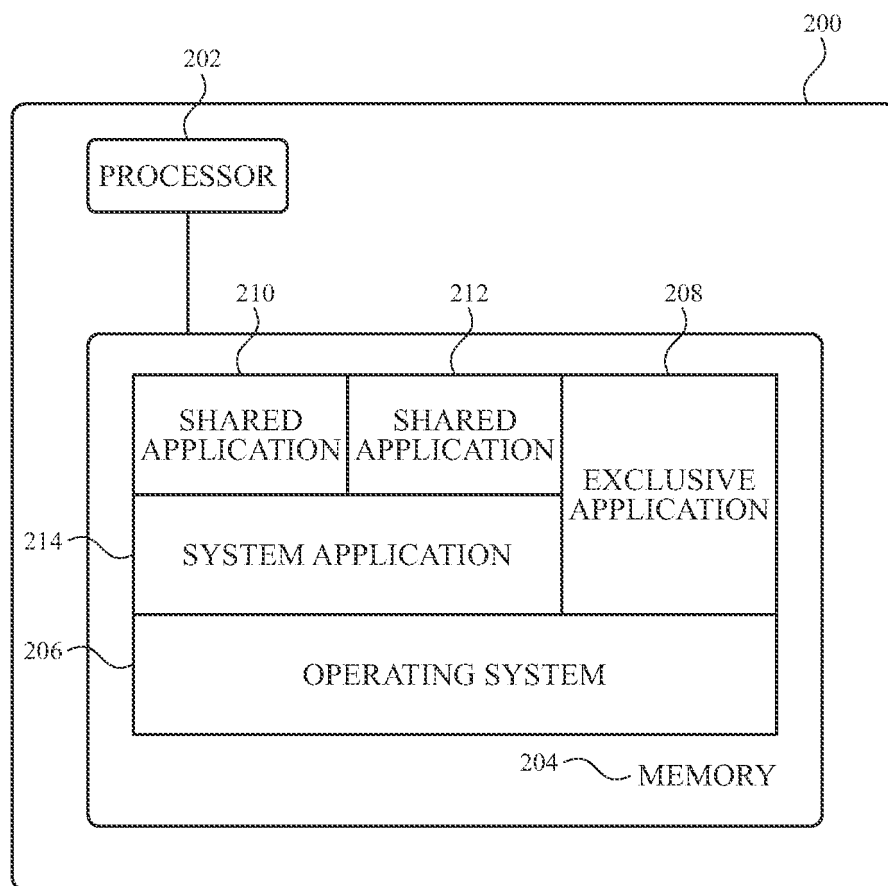 200
202
PROCESSOR
210
212
208
SHARED
APPLICATION
SHARED
APPLICATION
EXCLUSIVE
APPLICATION
214
SYSTEM APPLICATION
206
OPERATING SYSTEM
204
MEMORY